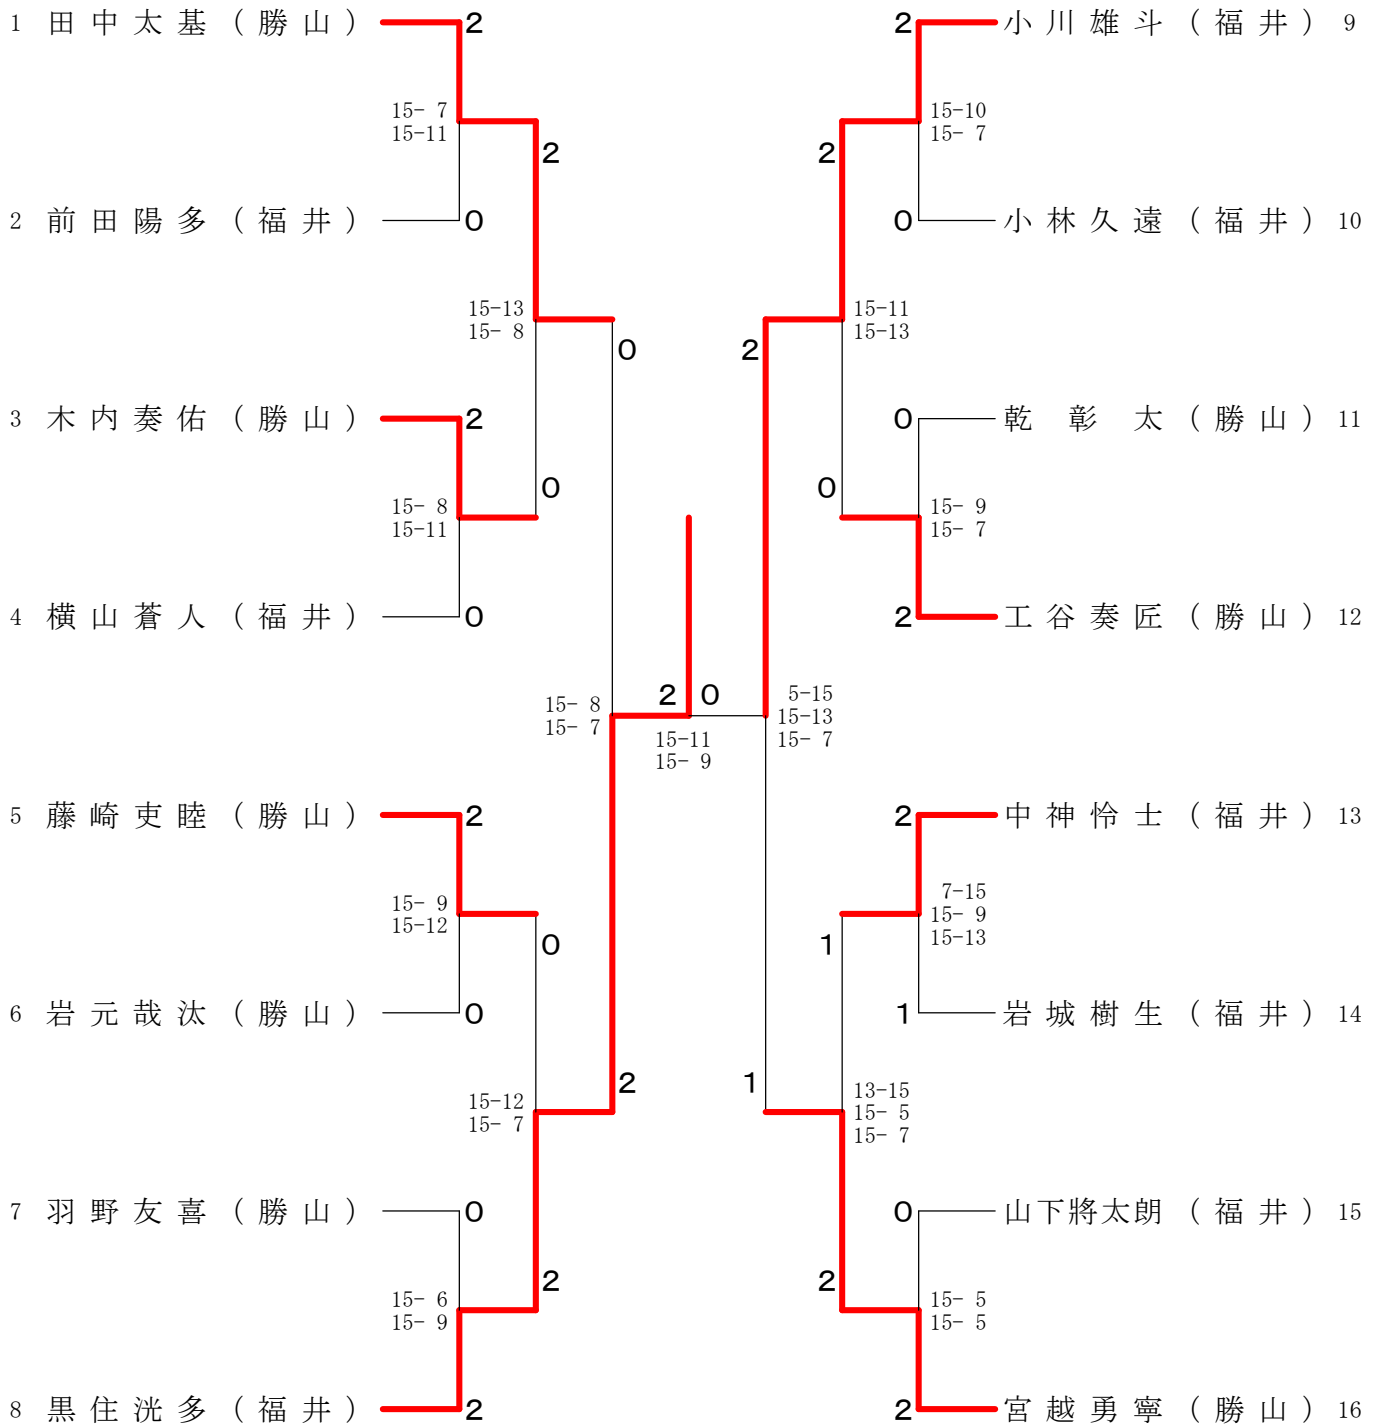 1 田中太基（勝山） 2
2 小川雄斗（福井） 9
15- 7
15-11
15-10
15- 7
2
2
2 前田陽多（福井） 0
0 小林久遠（福井） 10
15-13
15- 8
15-11
15-13
0
2
3 木内奏佑（勝山） 2
0 乾 彰 太（勝山） 11
15- 8
15-11
0
0
15- 9
15- 7
4 横山蒼人（福井） 0
2 工谷奏匠（勝山） 12
15- 8
15- 7
2 0
15-11
15- 9
5-15
15-13
15- 7
5 藤崎吏睦（勝山） 2
2 中神怜士（福井） 13
15- 9
15-12
7-15
15- 9
15-13
0
1
6 岩元哉汰（勝山） 0
1 岩城樹生（福井） 14
15-12
15- 7
2
1
13-15
15- 5
15- 7
7 羽野友喜（勝山） 0
0 山下將太朗（福井） 15
15- 6
15- 9
2
2
15- 5
15- 5
8 黒住洸多（福井） 2
2 宮越勇寧（勝山） 16